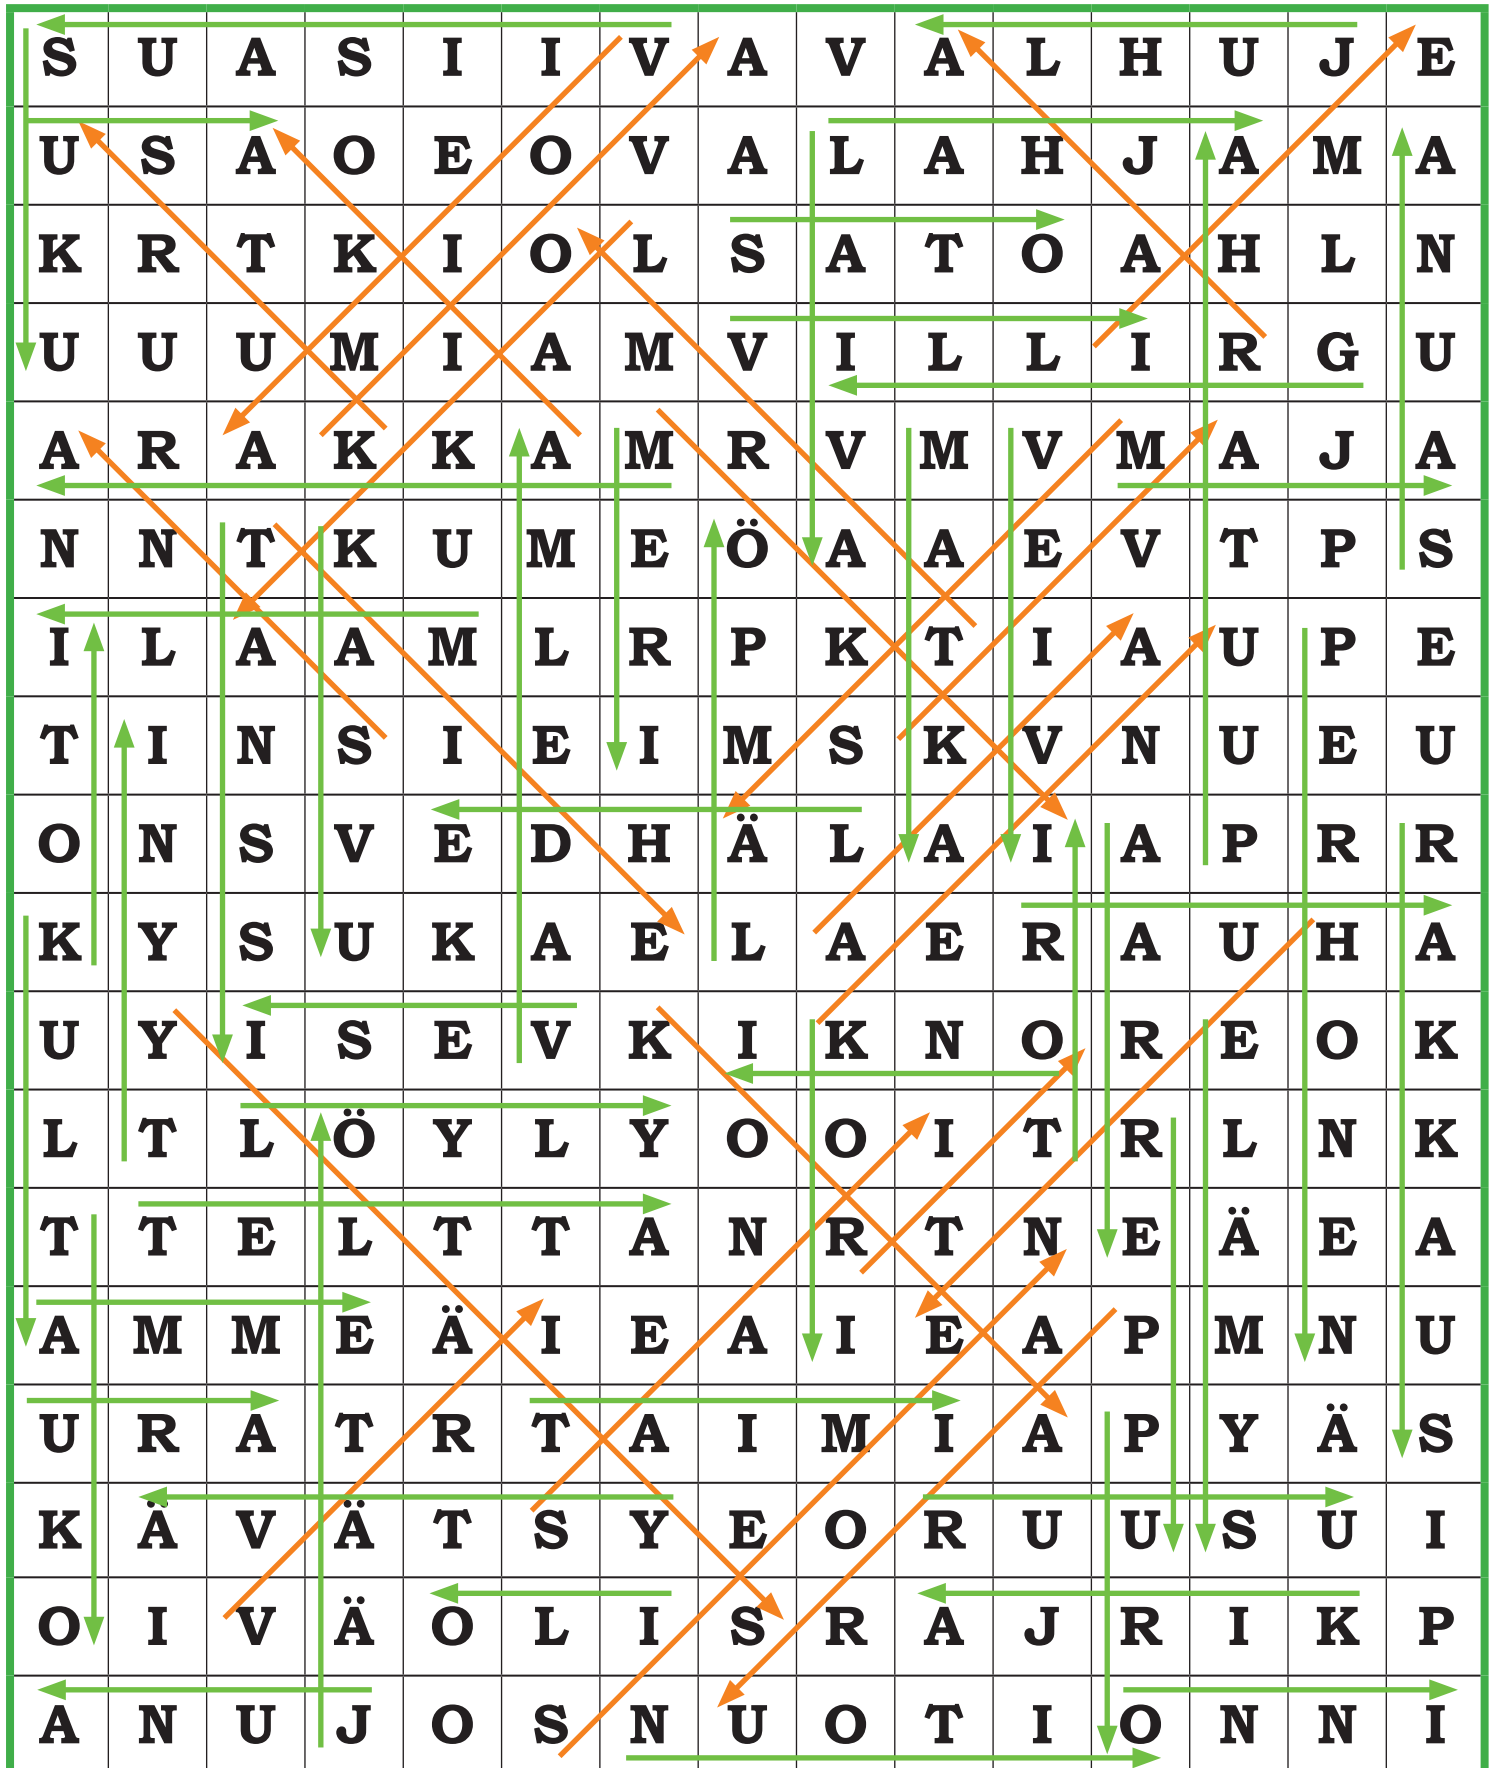 S U A S I I V A V A L H U J E
U S A O E O V A L A H J A M A
K R T K I O L S A T O A H L N
U U U M I A M V I L L I R G U
A R A K K A M R V M V M A J A
N N T K U M E Ö A A E V T P S
I L A A M L R P K T I A U P E
T I N S I E I M S K V N U E U
O N S V E D H Ä L A I A P R R
K Y S U K A E L A E R A U H A
U Y I S E V K I K N O R E O K
L T L Ö Y L Y O O I T R L N K
T T E L T T A N R T N E Ä E A
A M M E Ä I E A I E A P M N U
U R A T R T A I M I A P Y Ä S
K Ä V Ä T S Y E O R U U S U I
O I V Ä O L I S R A J R I K P
A N U J O S N U O T I O N N I